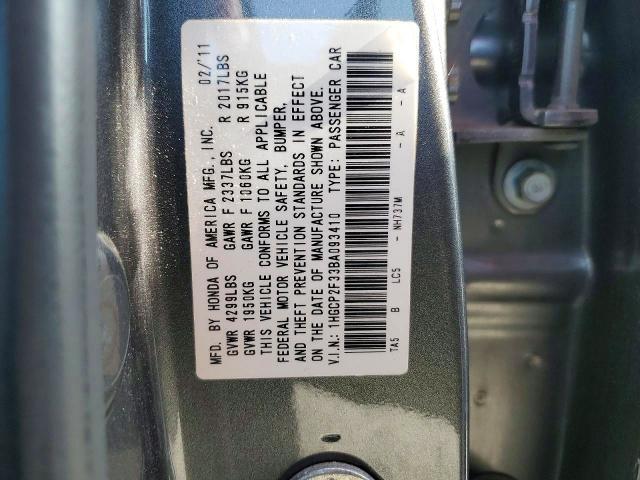 MFD. BY HONDA OF AMERICA MFG., INC. 02/'11
GVWR 4299LBS GAWR F 2337LBS R 2017LBS
GVWR 1950KG GAWR F 1060KG R 915KG
THIS VEHICLE CONFORMS TO ALL APPLICABLE
FEDERAL MOTOR VEHICLE SAFETY, BUMPER,
AND THEFT PREVENTION STANDARDS IN EFFECT
ON THE DATE OF MANUFACTURE SHOWN ABOVE.
V.I.N.: 1HGCP2F33BA093410 TYPE: PASSENGER CAR
TA5 B LC5 - NH737M - A - A